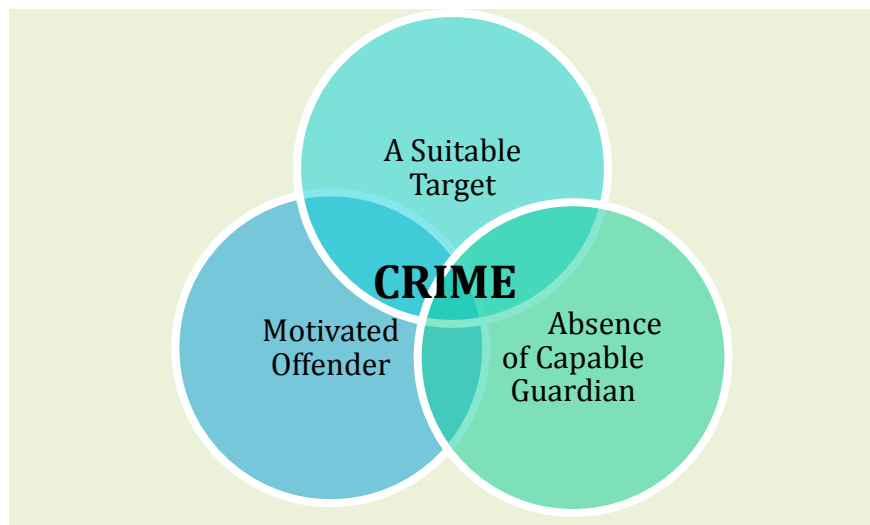 A Suitable
Target
CRIME
Motivated
Offender
Absence
of Capable
Guardian